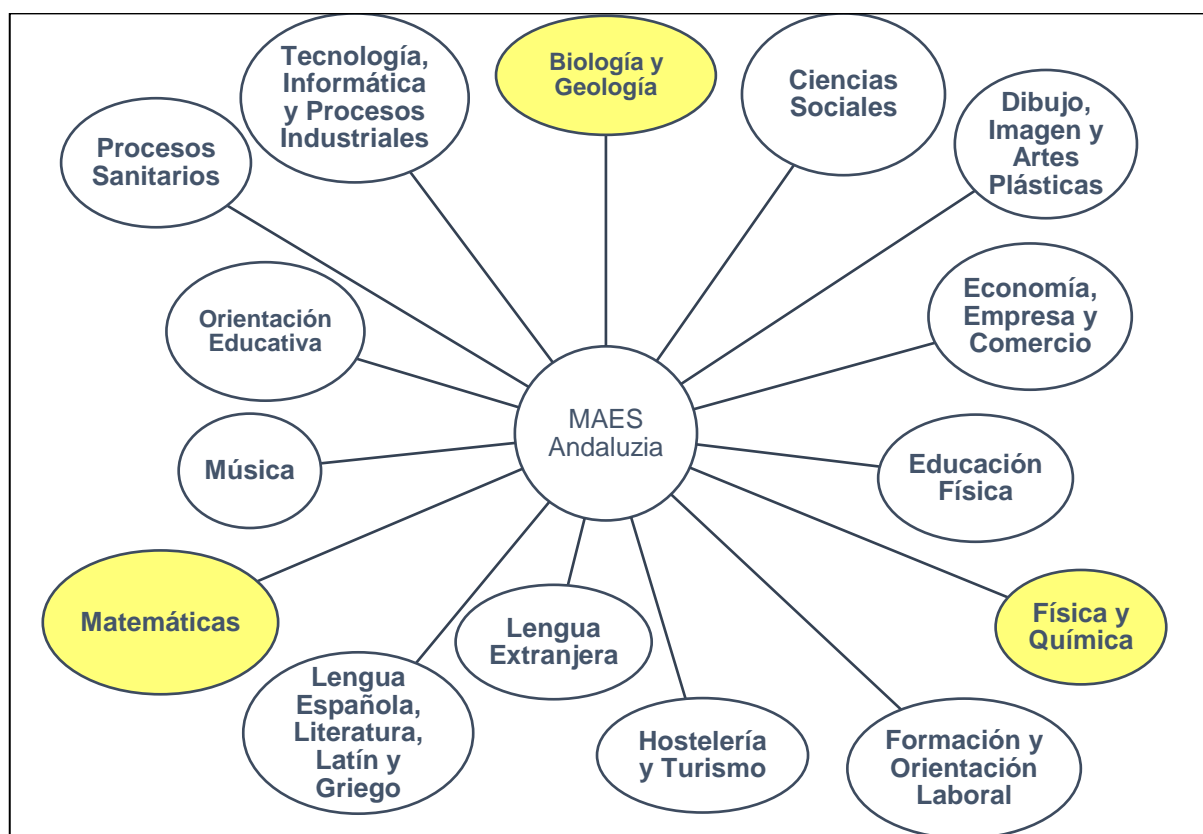 Tecnología,
Informática
y Procesos
Industriales
Biología y
Geología
Ciencias
Sociales
Dibujo,
Imagen y
Artes
Plásticas
Procesos
Sanitarios
Orientación
Educativa
Economía,
Empresa y
Comercio
MAES
Andaluzia
Música
Educación
Física
Matemáticas
Lengua
Extranjera
Física y
Química
Lengua
Española,
Literatura,
Latín y
Griego
Hostelería
y Turismo
Formación y
Orientación
Laboral